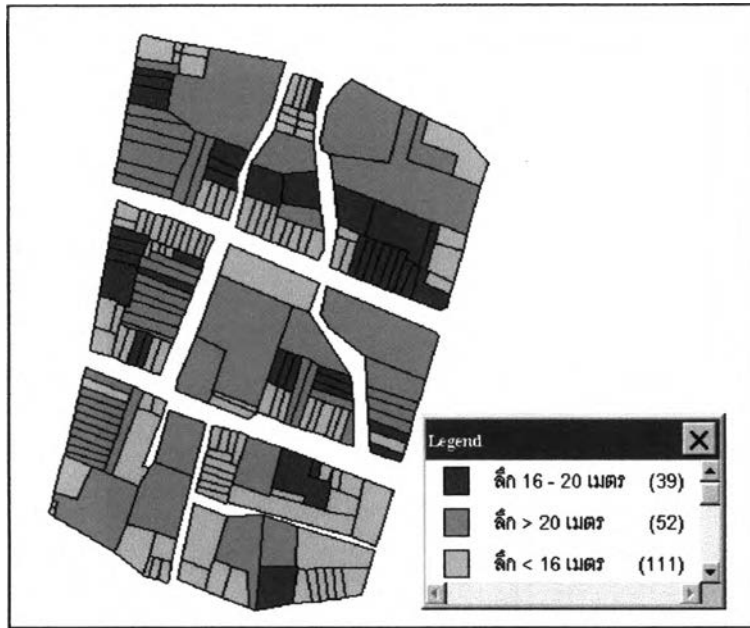 Legend
ลึก 16 - 20 เมตร (39)
ลึก > 20 เมตร (52)
ลึก < 16 เมตร (111)